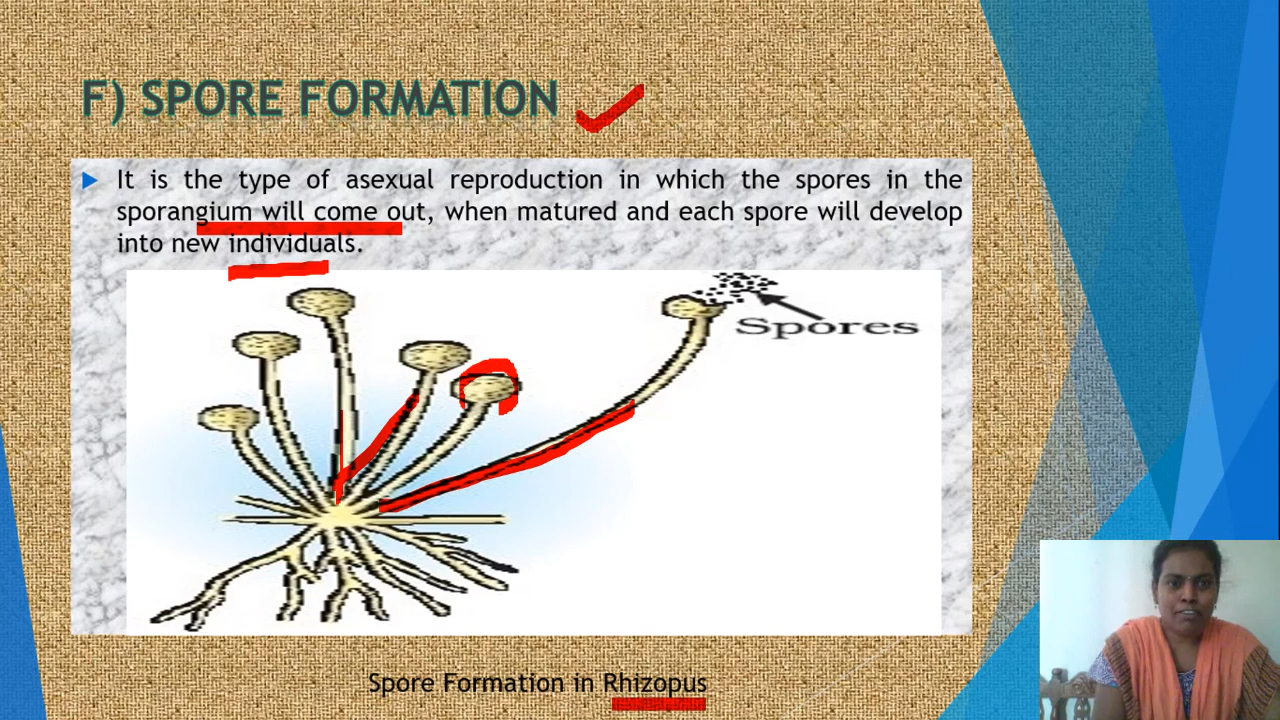 F) SPORE FORMATION
It is the type of asexual reproduction in which the spores in the
sporangium will come out, when matured and each spore will develop
into new individuals.
Spores
Spore Formation in Rhizopus